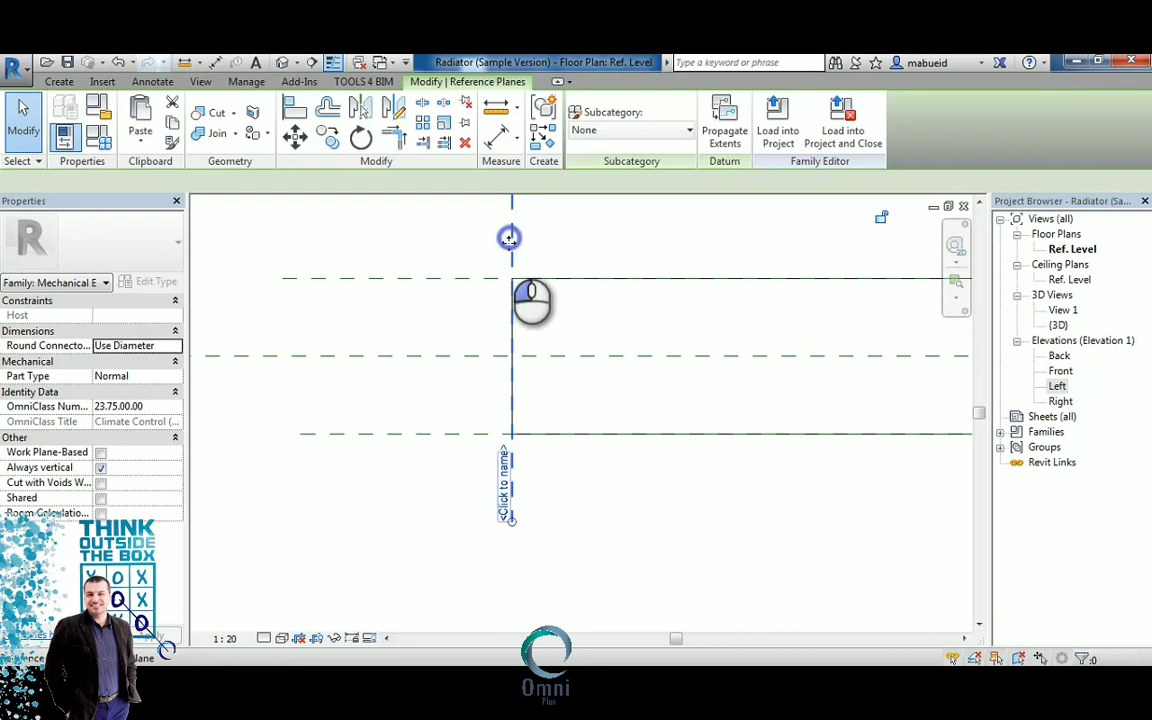 Radiator (Sample Version) - Floor Plan: Ref. Level
Type a keyword or phrase
mabueid
Create Insert Annotate View Manage Add-Ins TOOLS 4 BIM Modify | Reference Planes
Modify
Paste
Cut
Join
Subcategory:
None
Propagate
Extents
Load into
Project
Load into
Project and Close
Select Properties Clipboard Geometry Modify Measure Create Subcategory Datum Family Editor
Properties
R
Family: Mechanical E
Edit Type
Constraints
Host
Dimensions
Round Connecto... Use Diameter
Mechanical
Part Type Normal
Identity Data
OmniClass Num... 23.75.00.00
OmniClass Title Climate Control (...
Other
Work Plane-Based
Always vertical
Cut with Voids W...
Shared
Room Calculatio...
THINK
OUTSIDE
THE BOX
X O X
O X
O
<Click to name>
1 : 20
Omni
Plan
:0
Project Browser - Radiator (Sa...
Views (all)
Floor Plans
Ref. Level
Ceiling Plans
Ref. Level
3D Views
View 1
{3D}
Elevations (Elevation 1)
Back
Front
Left
Right
Sheets (all)
Families
Groups
Revit Links